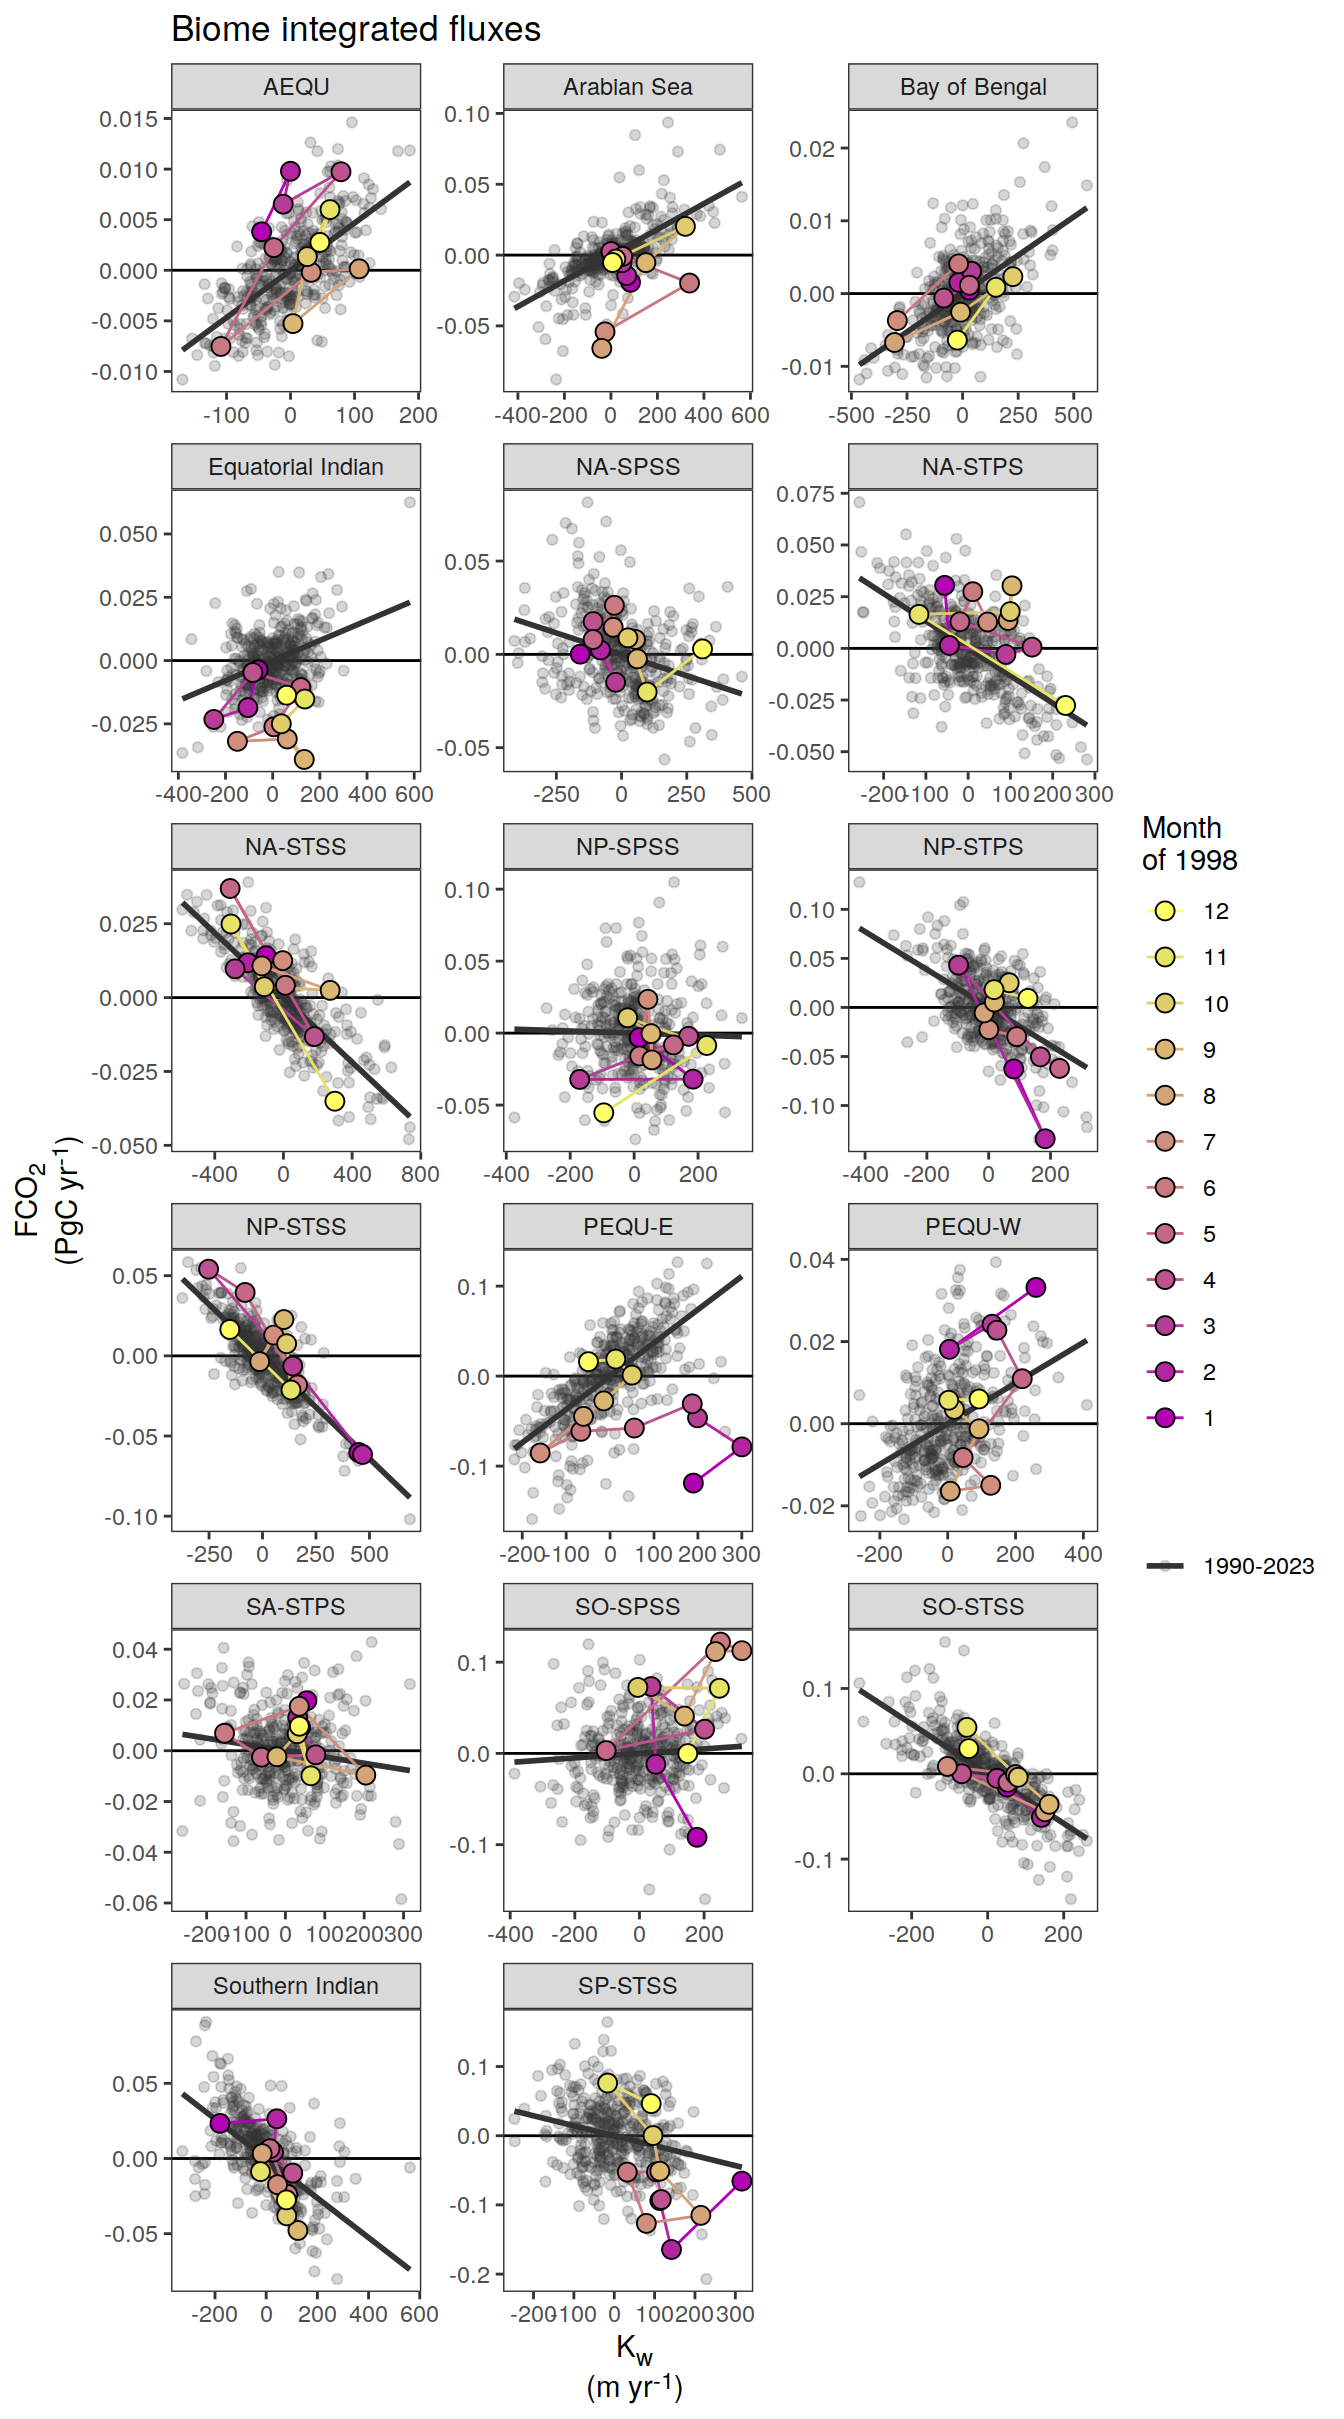 Biome integrated fluxes
AEQU
Arabian Sea
Bay of Bengal
0.015
0.010
0.005
0.000
-0.005
-0.010
0.10
0.05
0.00
-0.05
0.02
0.01
0.00
-0.01
-100 0 100 200
-400 -200 0 200 400 600
-500 -250 0 250 500
Equatorial Indian
NA-SPSS
NA-STPS
0.050
0.025
0.000
-0.025
0.05
0.00
-0.05
0.075
0.050
0.025
0.000
-0.025
-0.050
-400 -200 0 200 400 600
-250 0 250 500
-200 -100 0 100 200 300
NA-STSS
NP-SPSS
NP-STPS
0.025
0.000
-0.025
-0.050
0.10
0.05
0.00
-0.05
0.10
0.05
0.00
-0.05
-0.10
-400 0 400 800
-400 -200 0 200
-400 -200 0 200
NP-STSS
PEQU-E
PEQU-W
0.05
0.00
-0.05
-0.10
0.1
0.0
-0.1
0.04
0.02
0.00
-0.02
-250 0 250 500
-200 -100 0 100 200 300
-200 0 200 400
SA-STPS
SO-SPSS
SO-STSS
0.04
0.02
0.00
-0.02
-0.04
-0.06
0.1
0.0
-0.1
0.1
0.0
-0.1
-200 -100 0 100 200 300
-400 -200 0 200
-200 0 200
Southern Indian
SP-STSS
0.05
0.00
-0.05
0.1
0.0
-0.1
-0.2
-200 0 200 400 600
-200 -100 0 100 200 300
FCO₂
(PgC yr⁻¹)
K_w
(m yr⁻¹)
Month
of 1998
12
11
10
9
8
7
6
5
4
3
2
1
1990-2023